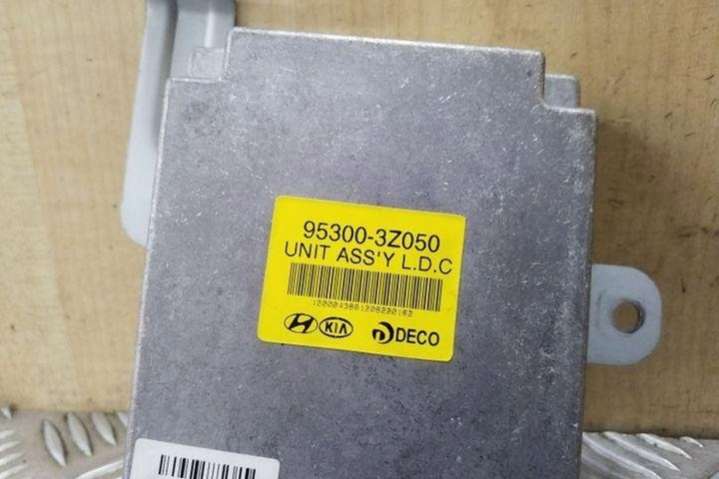 95300-3Z050
UNIT ASS'Y L.D.C
KIA DECO